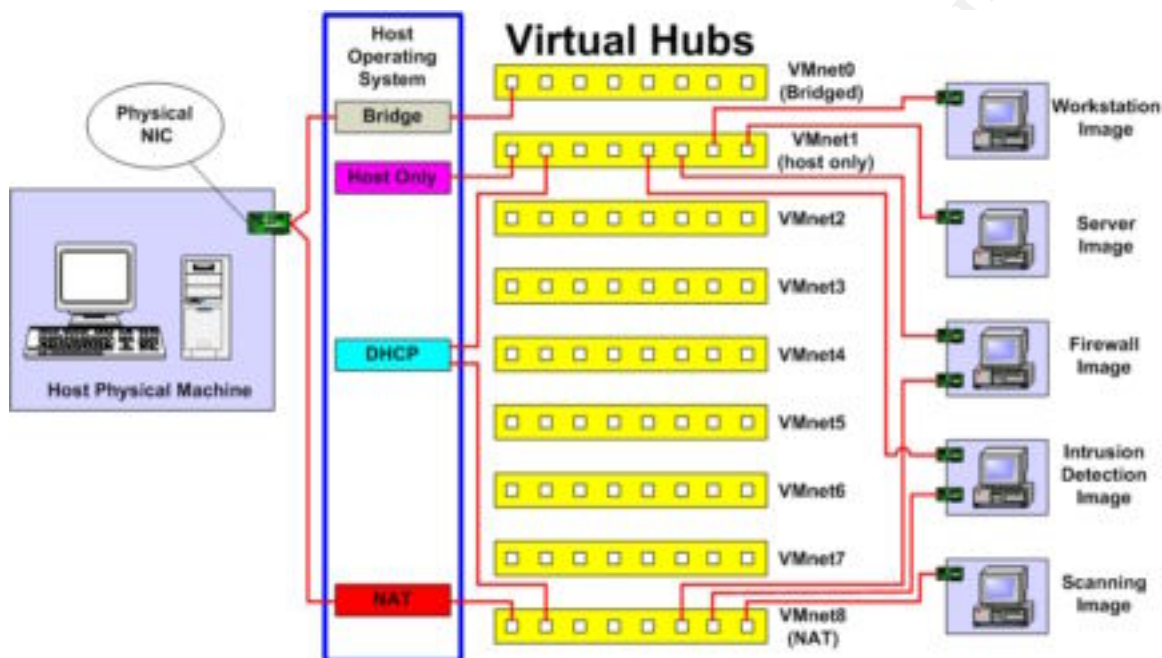 Virtual Hubs
Host
Operating
System
Physical
NIC
Bridge
Host Only
DHCP
NAT
Host Physical Machine
VMnet0
(Bridged)
VMnet1
(host only)
VMnet2
VMnet3
VMnet4
VMnet5
VMnet6
VMnet7
VMnet8
(NAT)
Workstation
Image
Server
Image
Firewall
Image
Intrusion
Detection
Image
Scanning
Image